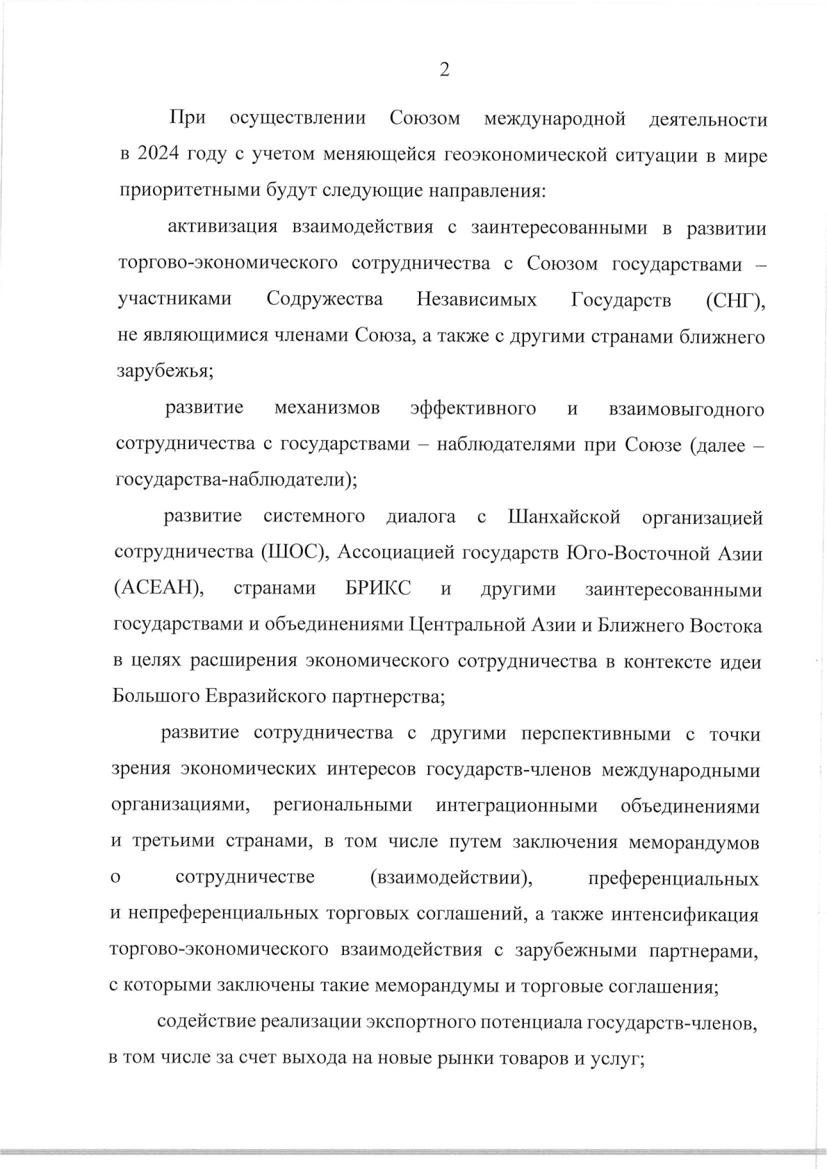 2
При осуществлении Союзом международной деятельности
в 2024 году с учетом меняющейся геоэкономической ситуации в мире
приоритетными будут следующие направления:
активизация взаимодействия с заинтересованными в развитии
торгово-экономического сотрудничества с Союзом государствами –
участниками Содружества Независимых Государств (СНГ),
не являющимися членами Союза, а также с другими странами ближнего
зарубежья;
развитие механизмов эффективного и взаимовыгодного
сотрудничества с государствами – наблюдателями при Союзе (далее –
государства-наблюдатели);
развитие системного диалога с Шанхайской организацией
сотрудничества (ШОС), Ассоциацией государств Юго-Восточной Азии
(АСЕАН), странами БРИКС и другими заинтересованными
государствами и объединениями Центральной Азии и Ближнего Востока
в целях расширения экономического сотрудничества в контексте идеи
Большого Евразийского партнерства;
развитие сотрудничества с другими перспективными с точки
зрения экономических интересов государств-членов международными
организациями, региональными интеграционными объединениями
и третьими странами, в том числе путем заключения меморандумов
о сотрудничестве (взаимодействии), преференциальных
и непреференциальных торговых соглашений, а также интенсификация
торгово-экономического взаимодействия с зарубежными партнерами,
с которыми заключены такие меморандумы и торговые соглашения;
содействие реализации экспортного потенциала государств-членов,
в том числе за счет выхода на новые рынки товаров и услуг;